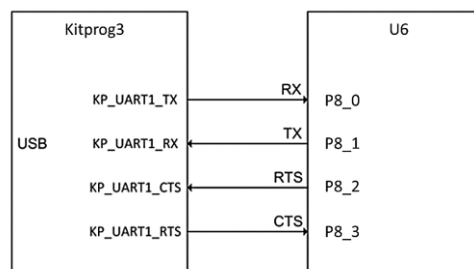 Kitprog3 U6
KP_UART1_TX RX P8_0
USB KP_UART1_RX TX P8_1
KP_UART1_CTS RTS P8_2
KP_UART1_RTS CTS P8_3